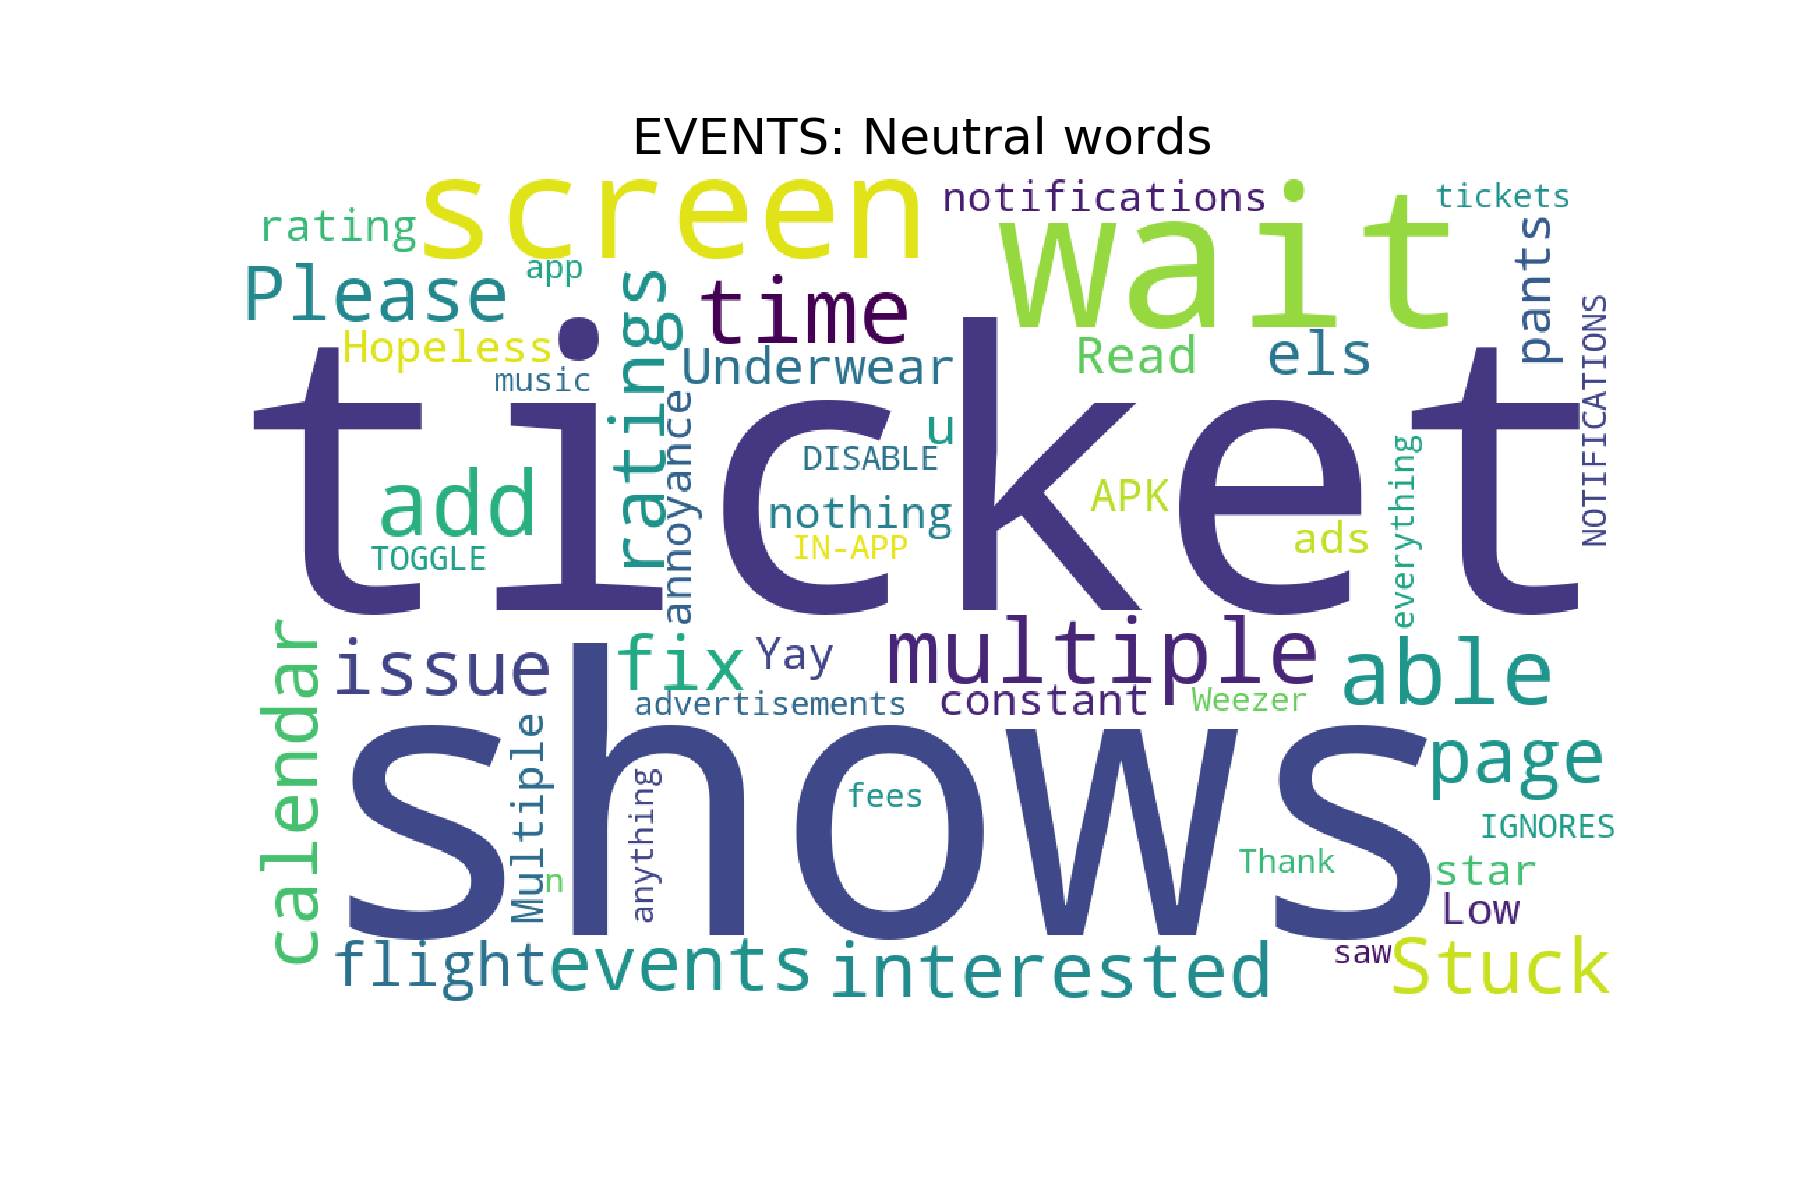 EVENTS: Neutral words
screen
notifications
wait
tickets
rating
Please
app
time
pants
Hopeless
music
ratings
Underwear
Read
els
NOTIFICATIONS
ticket
annoyance
u
DISABLE
add
nothing
APK
ads
everything
TOGGLE
IN-APP
calendar
issue
fix
Yay
multiple
able
advertisements
constant
Weezer
shows
page
Multiple
n
anything
fees
IGNORES
Thank
star
Low
flight
events
interested
saw
Stuck